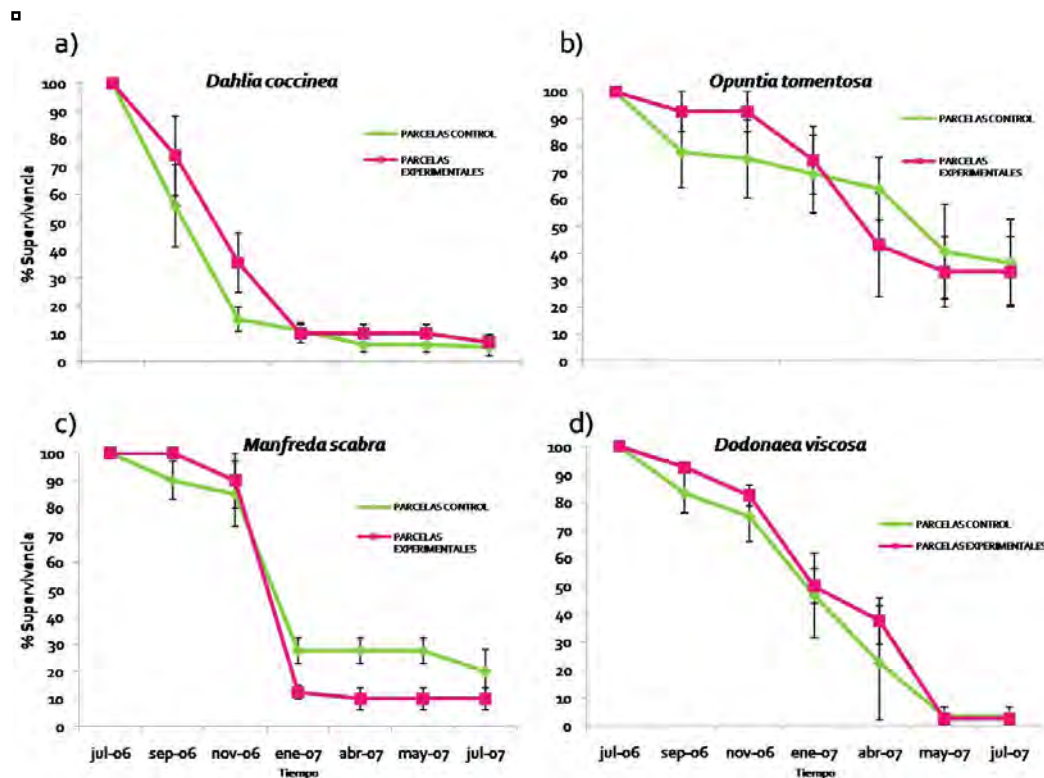 a)
Dahlia coccinea
100
90
80
70
60
50
40
30
20
10
0
% Supervivencia
PARCELAS CONTROL
PARCELAS
EXPERIMENTALES
b)
Opuntia tomentosa
100
90
80
70
60
50
40
30
20
10
0
PARCELAS CONTROL
PARCELAS
EXPERIMENTALES
c)
Manfreda scabra
100
90
80
70
60
50
40
30
20
10
0
% Supervivencia
PARCELAS CONTROL
PARCELAS
EXPERIMENTALES
jul-06 sep-06 nov-06 ene-07 abr-07 may-07 jul-07
Tiempo
d)
Dodonaea viscosa
100
90
80
70
60
50
40
30
20
10
0
PARCELAS CONTROL
PARCELAS EXPERIMENTALES
jul-06 sep-06 nov-06 ene-07 abr-07 may-07 jul-07
Tiempo